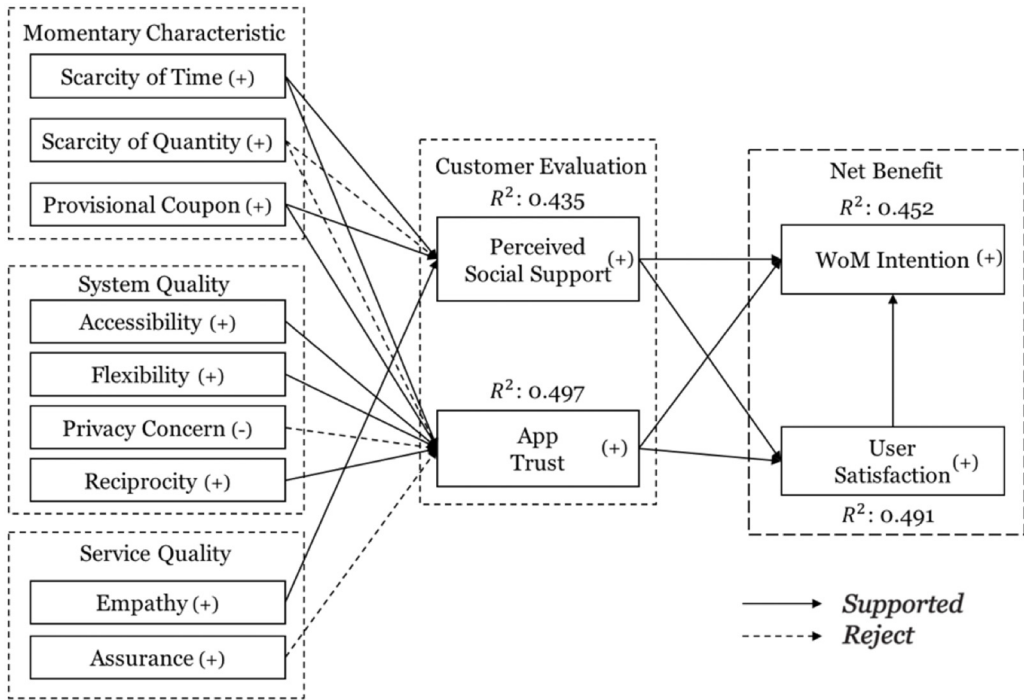 Momentary Characteristic
Scarcity of Time (+)
Scarcity of Quantity (+)
Provisional Coupon (+)
System Quality
Accessibility (+)
Flexibility (+)
Privacy Concern (-)
Reciprocity (+)
Service Quality
Empathy (+)
Assurance (+)
Customer Evaluation
R²: 0.435
Perceived
Social Support (+)
R²: 0.497
App
Trust (+)
Net Benefit
R²: 0.452
WoM Intention (+)
User
Satisfaction (+)
R²: 0.491
Supported
Reject